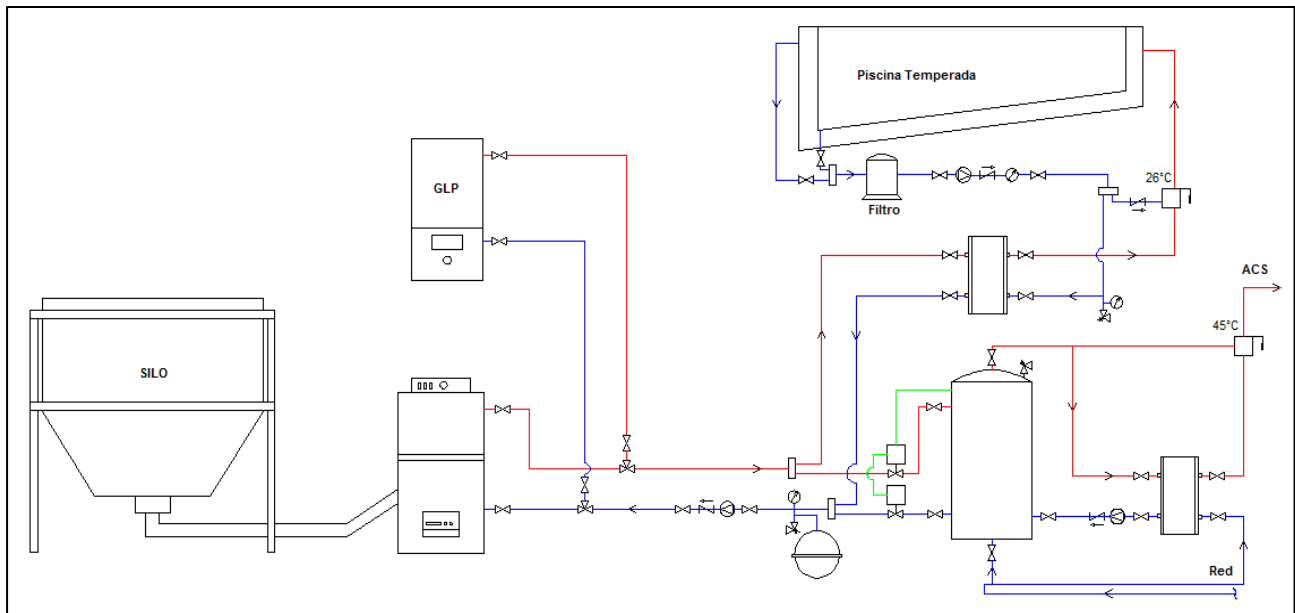 Piscina Temperada
GLP
26°C
Filtro
ACS
45°C
SILO
Red